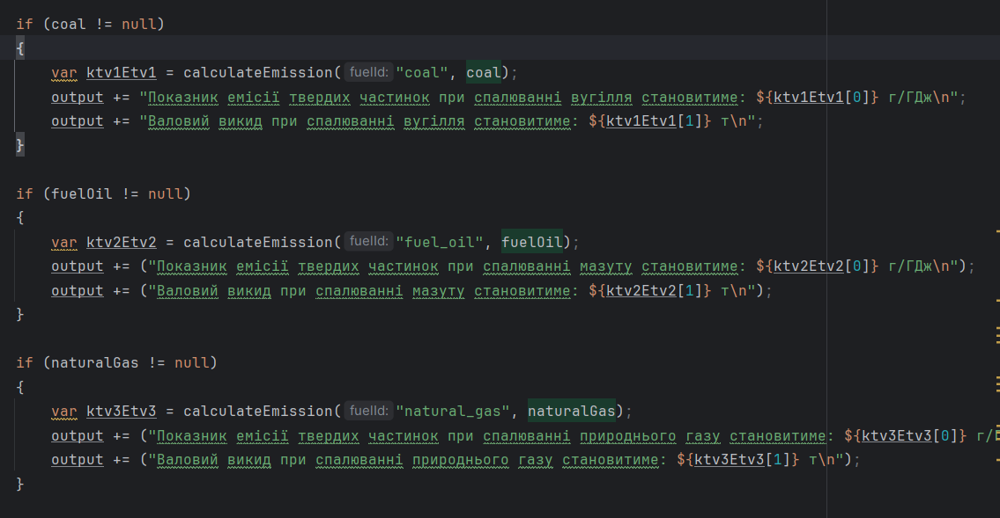 if (coal != null)
{
    var ktv1Etv1 = calculateEmission( fuelId: "coal", coal);
    output += "Показник емісії твердих частинок при спалюванні вугілля становитиме: ${ktv1Etv1[0]} г/ГДж\n";
    output += "Валовий викид при спалюванні вугілля становитиме: ${ktv1Etv1[1]} т\n";
}
if (fuelOil != null)
{
    var ktv2Etv2 = calculateEmission( fuelId: "fuel_oil", fuelOil);
    output += ("Показник емісії твердих частинок при спалюванні мазуту становитиме: ${ktv2Etv2[0]} г/ГДж\n");
    output += ("Валовий викид при спалюванні мазуту становитиме: ${ktv2Etv2[1]} т\n");
}
if (naturalGas != null)
{
    var ktv3Etv3 = calculateEmission( fuelId: "natural_gas", naturalGas);
    output += ("Показник емісії твердих частинок при спалюванні природнього газу становитиме: ${ktv3Etv3[0]} г/
    output += ("Валовий викид при спалюванні природнього газу становитиме: ${ktv3Etv3[1]} т\n");
}